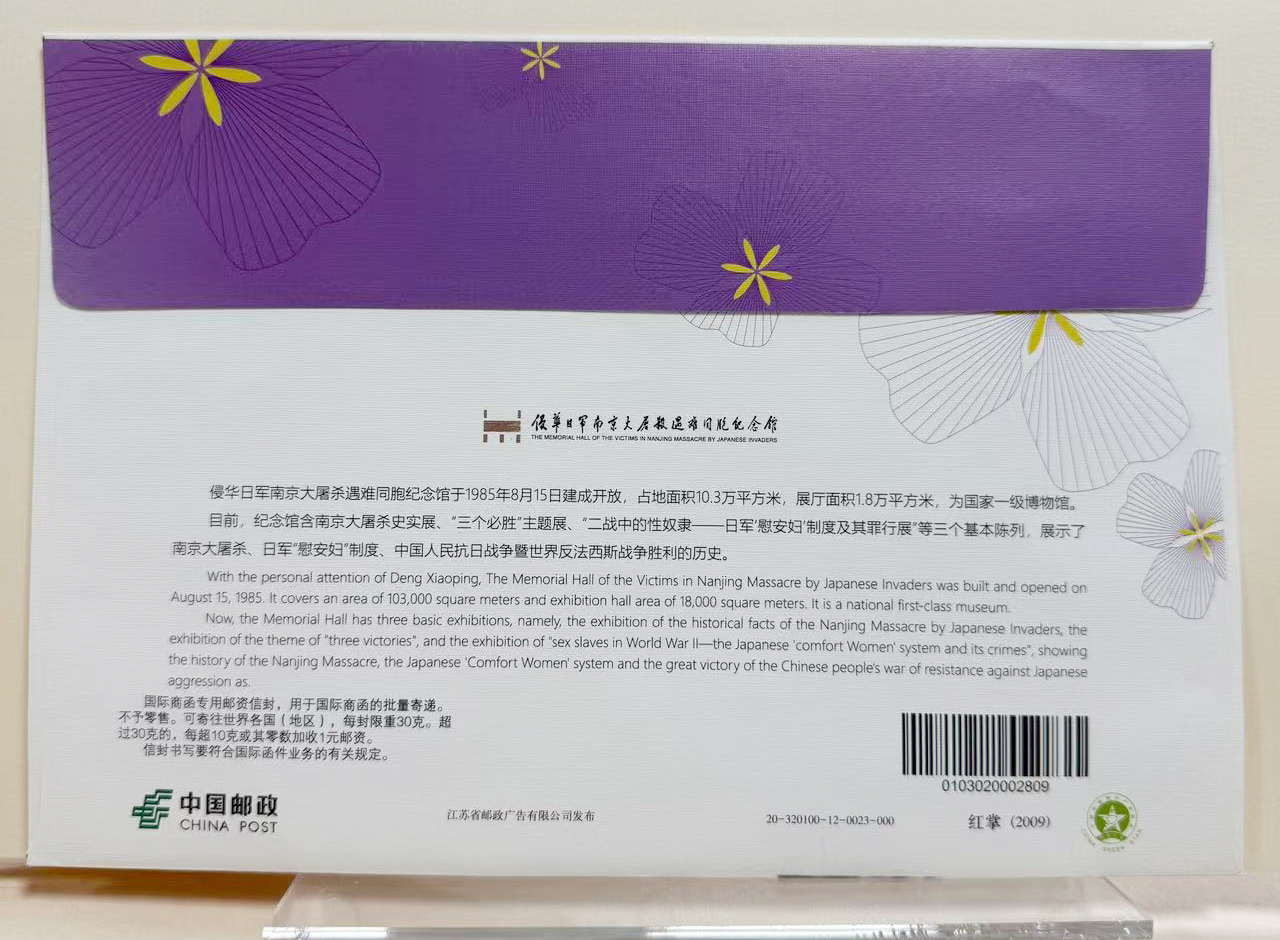 侵华日军南京大屠杀遇难同胞纪念馆
THE MEMORIAL HALL OF THE VICTIMS IN NANJING MASSACRE BY JAPANESE INVADERS
侵华日军南京大屠杀遇难同胞纪念馆于1985年8月15日建成开放，占地面积10.3万平方米，展厅面积1.8万平方米，为国家一级博物馆。
目前，纪念馆含南京大屠杀史实展、“三个必胜”主题展、“二战中的性奴隶——日军‘慰安妇’制度及其罪行展”等三个基本陈列，展示了
南京大屠杀、日军“慰安妇”制度、中国人民抗日战争暨世界反法西斯战争胜利的历史。
With the personal attention of Deng Xiaoping, The Memorial Hall of the Victims in Nanjing Massacre by Japanese Invaders was built and opened on
August 15, 1985. It covers an area of 103,000 square meters and exhibition hall area of 18,000 square meters. It is a national first-class museum.
Now, the Memorial Hall has three basic exhibitions, namely, the exhibition of the historical facts of the Nanjing Massacre by Japanese Invaders, the
exhibition of the theme of "three victories", and the exhibition of "sex slaves in World War II—the Japanese 'comfort Women' system and its crimes", showing
the history of the Nanjing Massacre, the Japanese 'Comfort Women' system and the great victory of the Chinese people's war of resistance against Japanese
aggression as.
国际商函专用邮资信封，用于国际商函的批量寄递。
不予零售。可寄往世界各国（地区），每封限重30克。超
过30克的，每超10克或其零数加收1元邮资。
信封书写要符合国际函件业务的有关规定。
0103020002809
中国邮政
CHINA POST
江苏省邮政广告有限公司发布
20-320100-12-0023-000
红掌（2009）
CHINA GREEN STAR